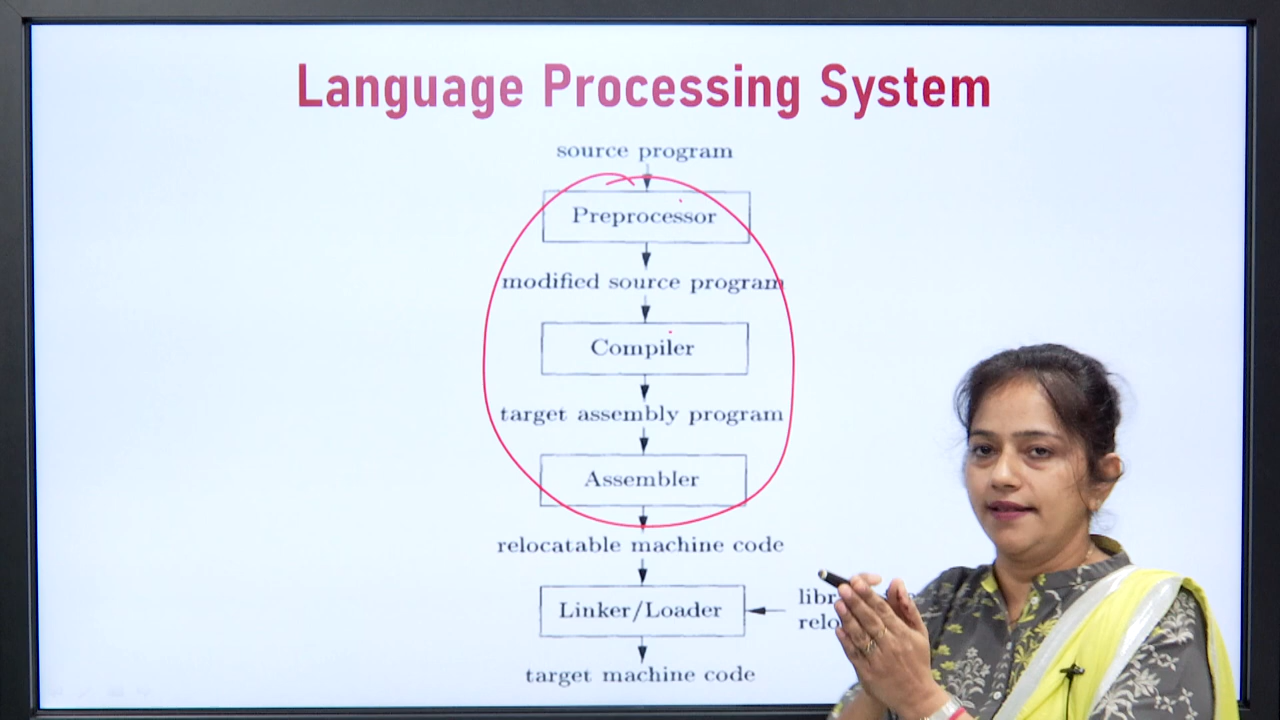 Language Processing System
source program
Preprocessor
modified source program
Compiler
target assembly program
Assembler
relocatable machine code
Linker/Loader
target machine code